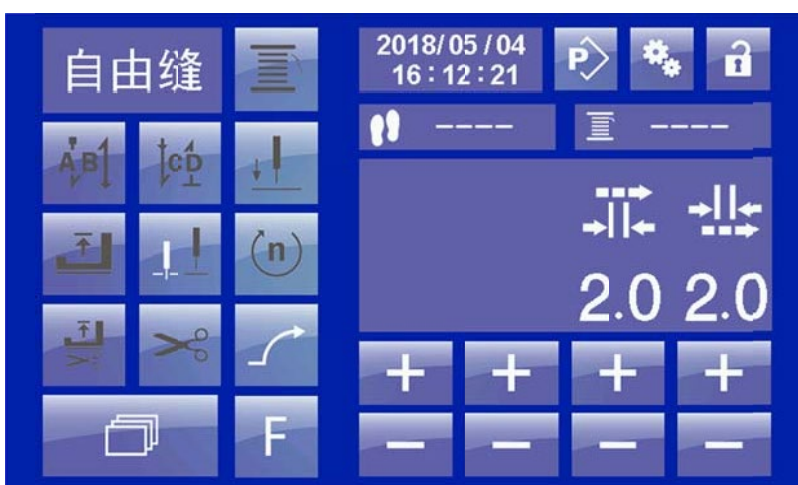 自由缝
2018/05/04
16:12:21
P
----
----
A B
C D
n
2.0 2.0
+ + + +
F
- - - -